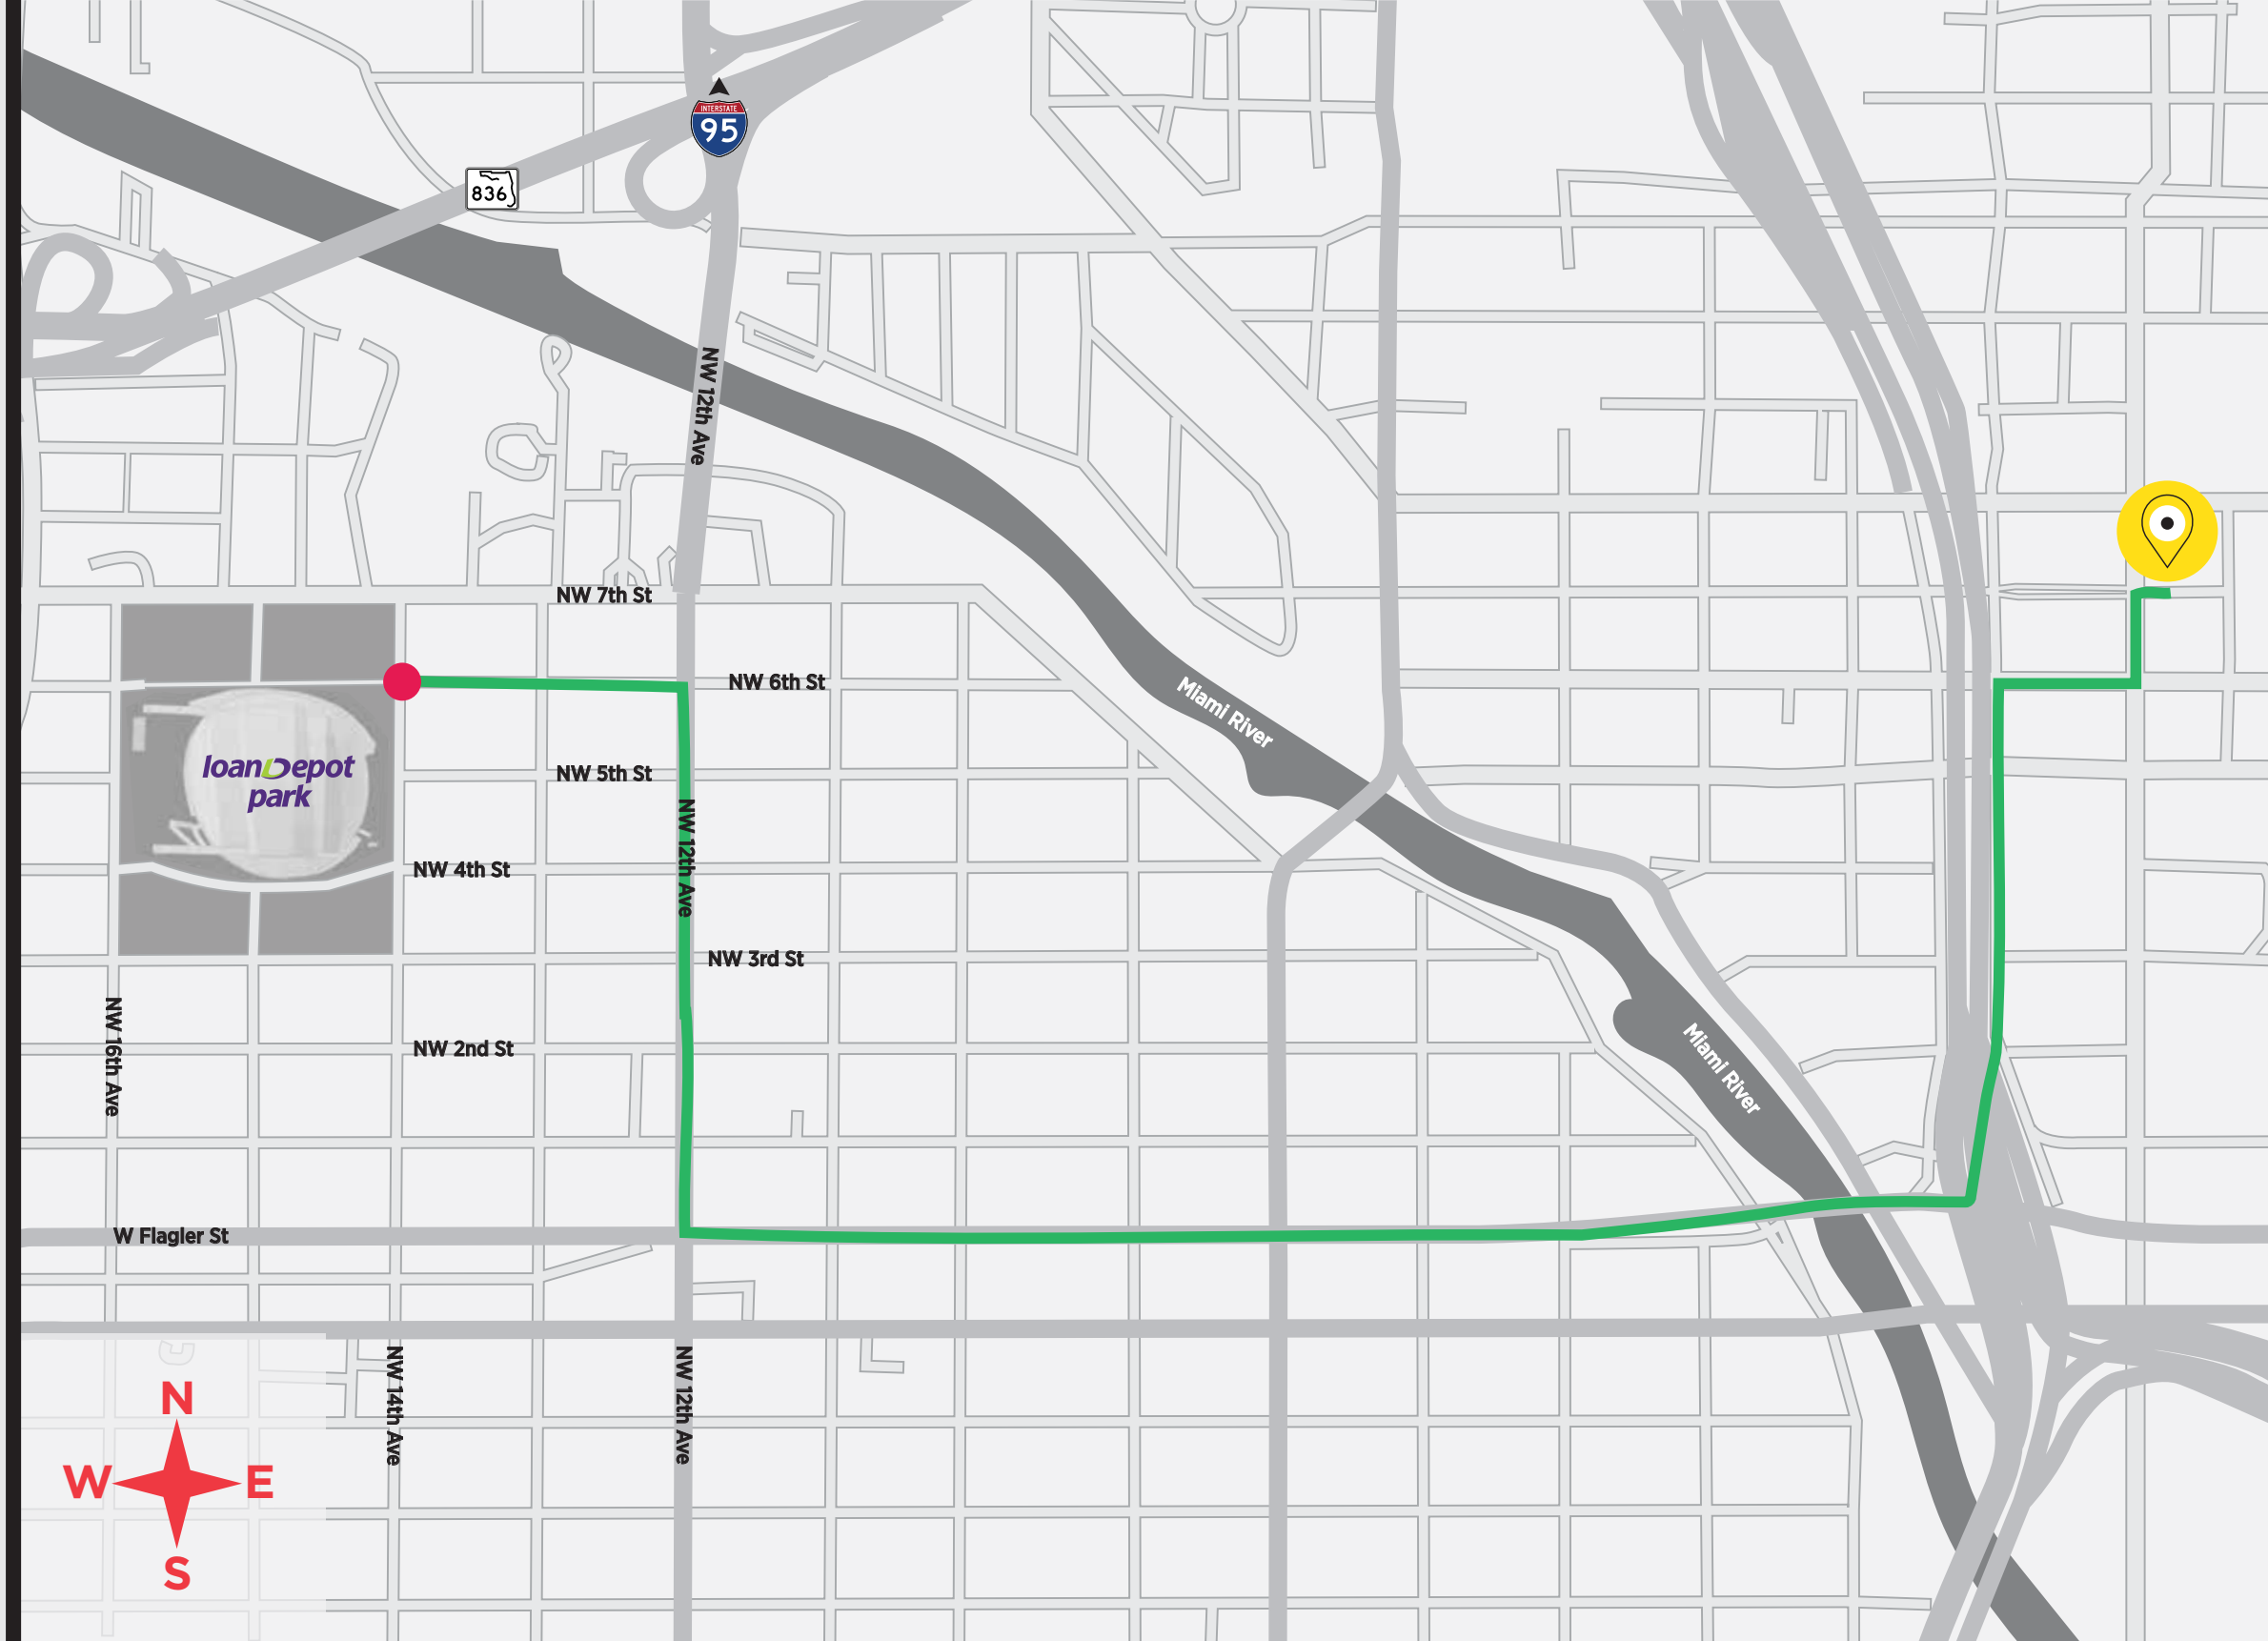 INTERSTATE
95
836
NW 12th Ave
NW 7th St
NW 6th St
Miami River
loanDepot
park
NW 5th St
NW 12th Ave
NW 4th St
NW 3rd St
NW 16th Ave
NW 2nd St
Miami River
W Flagler St
NW 14th Ave
NW 12th Ave
N
W
E
S